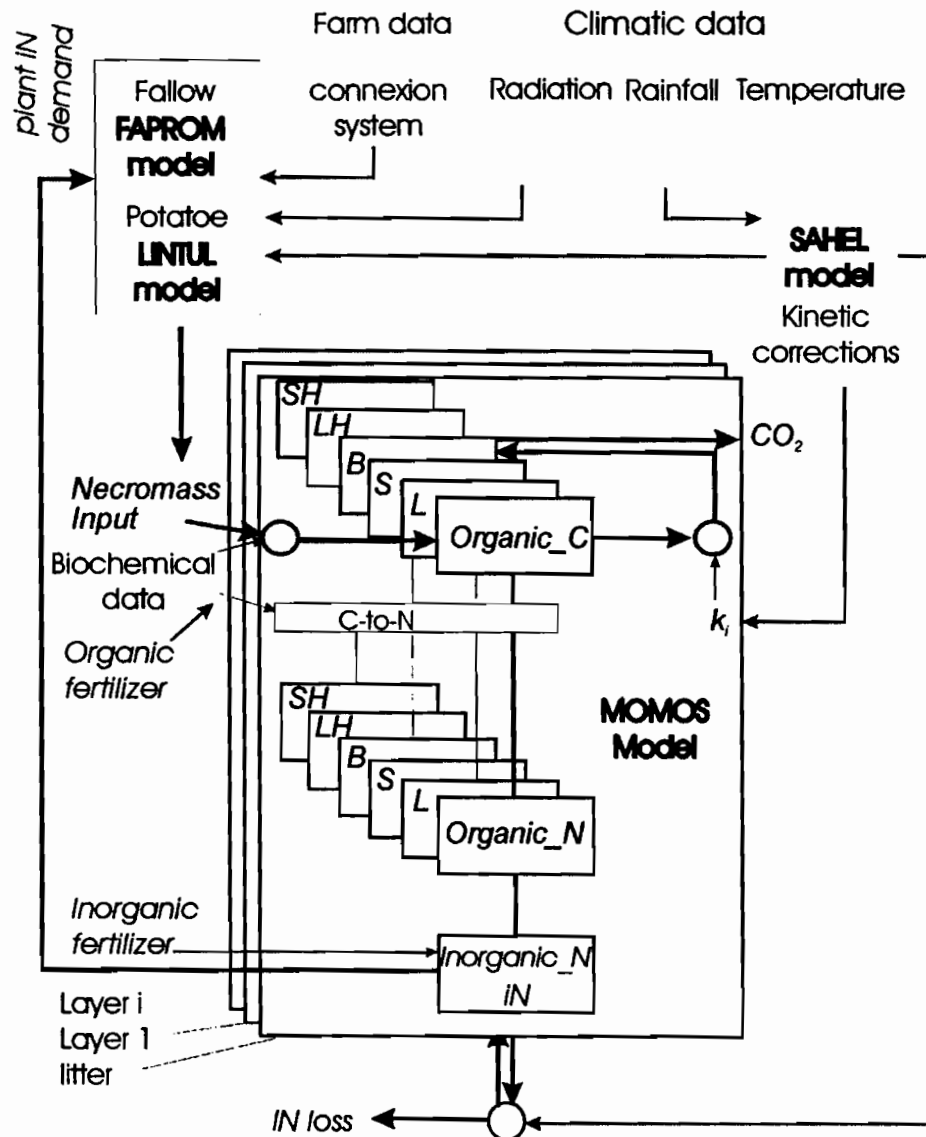 Farm data
Climatic data
plant iN
demand
Fallow
FAPROM
model
connexion
system
Radiation Rainfall Temperature
Potatoe
LINTUL
model
SAHEL
model
Kinetic
corrections
SH
LH
B
S
L
Organic_C
CO2
Necromass
Input
Biochemical
data
C-to-N
ki
Organic
fertilizer
SH
LH
B
S
L
Organic_N
MOMOS
Model
Inorganic
fertilizer
Inorganic_N
iN
Layer i
Layer 1
litter
IN loss